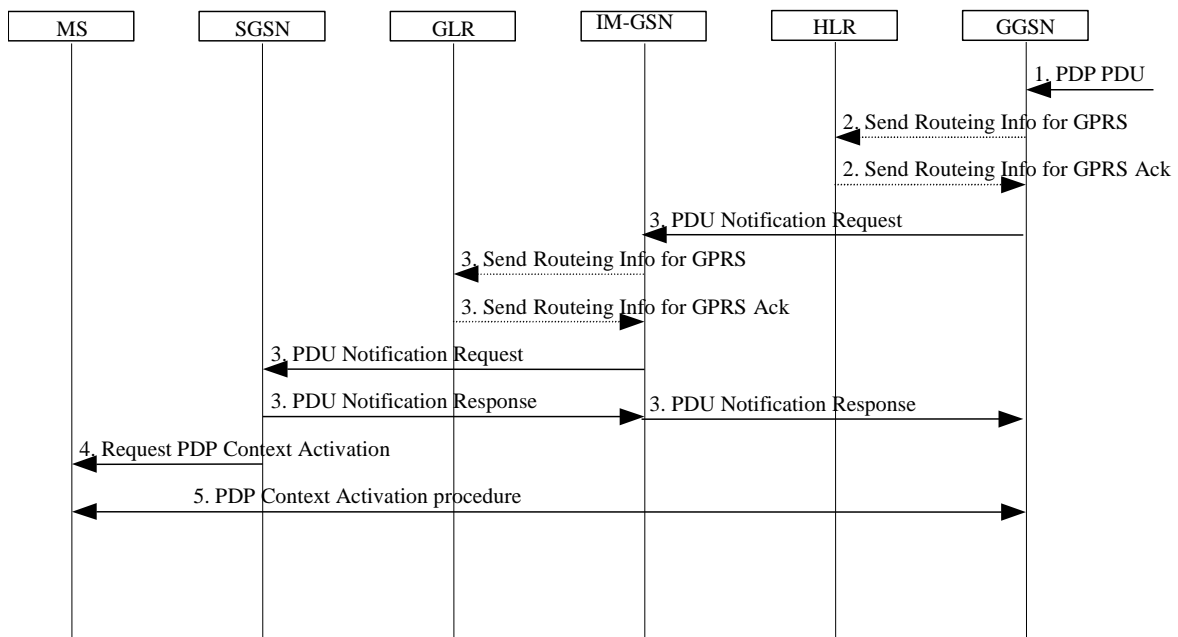 MS
SGSN
GLR
IM-GSN
HLR
GGSN
1. PDP PDU
2. Send Routeing Info for GPRS
2. Send Routeing Info for GPRS Ack
3. PDU Notification Request
3. Send Routeing Info for GPRS
3. Send Routeing Info for GPRS Ack
3. PDU Notification Request
3. PDU Notification Response
3. PDU Notification Response
4. Request PDP Context Activation
5. PDP Context Activation procedure